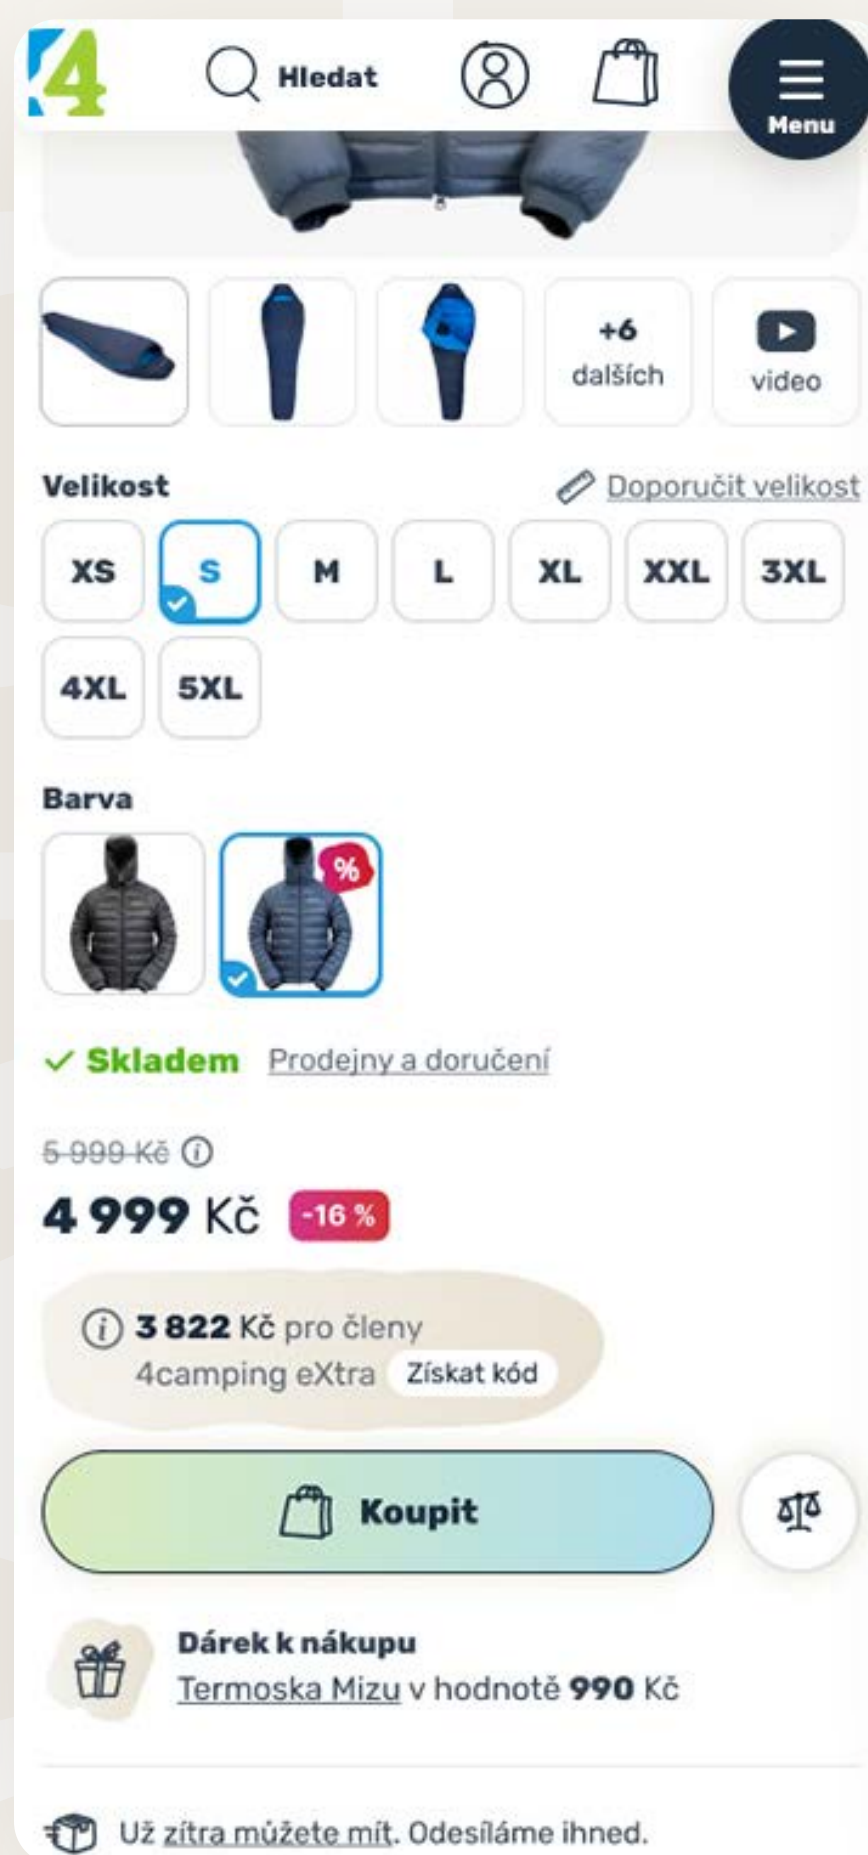 4
Hledat
Menu
+6
dalších
video
Velikost
Doporučit velikost
XS S M L XL XXL 3XL
4XL 5XL
Barva
%
Skladem Prodejny a doručení
5 999 Kč
4 999 Kč -16 %
3 822 Kč pro členy
4camping eXtra Získat kód
Koupit
Dárek k nákupu
Termoska Mizu v hodnotě 990 Kč
Už zítra můžete mít. Odesíláme ihned.